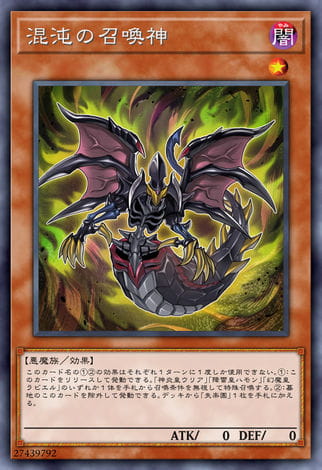 混沌の召喚神
闇
やみ
【悪魔族／効果】
このカード名の①②の効果はそれぞれ１ターンに１度しか使用できない。①：こ
のカードをリリースして発動できる。「神炎皇ウリア」「降雷皇ハモン」「幻魔皇
ラビエル」のいずれか１体を手札から召喚条件を無視して特殊召喚する。②：墓
地のこのカードを除外して発動できる。デッキから「失楽園」１枚を手札に加え
る。
ATK/ 0 DEF/ 0
27439792